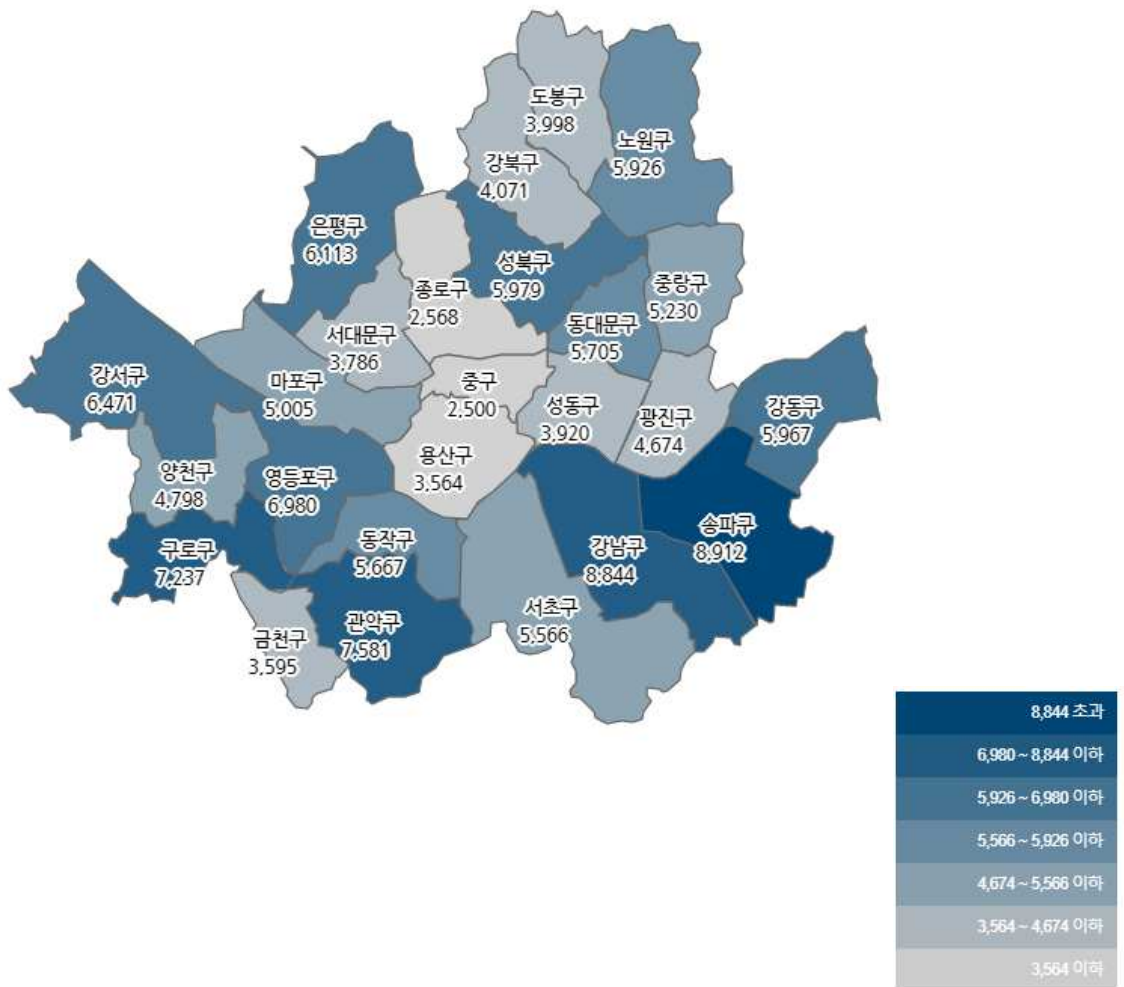 도봉구
3,998
노원구
5,926
강북구
4,071
은평구
6,113
성북구
5,979
종로구
2,568
중랑구
5,230
서대문구
3,786
동대문구
5,705
강서구
6,471
마포구
5,005
중구
2,500
성동구
3,920
광진구
4,674
강동구
5,967
용산구
3,564
양천구
4,798
영등포구
6,980
구로구
7,237
동작구
5,667
강남구
8,844
송파구
8,912
서초구
5,566
관악구
7,581
금천구
3,595
8,844 초과
6,980 ~ 8,844 이하
5,926 ~ 6,980 이하
5,566 ~ 5,926 이하
4,674 ~ 5,566 이하
3,564 ~ 4,674 이하
3,564 이하